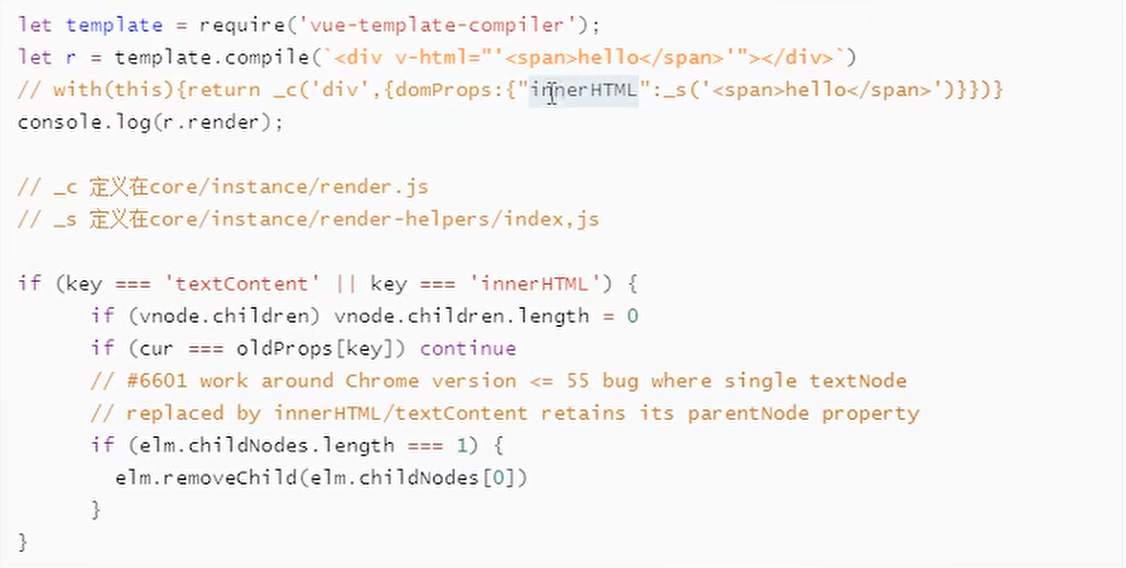 let template = require('vue-template-compiler');
let r = template.compile(`<div v-html="'<span>hello</span>'"></div>`)
// with(this){return _c('div',{domProps:{"innerHTML":_s('<span>hello</span>')}})}
console.log(r.render);
// _c 定义在core/instance/render.js
// _s 定义在core/instance/render-helpers/index,js
if (key === 'textContent' || key === 'innerHTML') {
if (vnode.children) vnode.children.length = 0
if (cur === oldProps[key]) continue
// #6601 work around Chrome version <= 55 bug where single textNode
// replaced by innerHTML/textContent retains its parentNode property
if (elm.childNodes.length === 1) {
elm.removeChild(elm.childNodes[0])
}
}